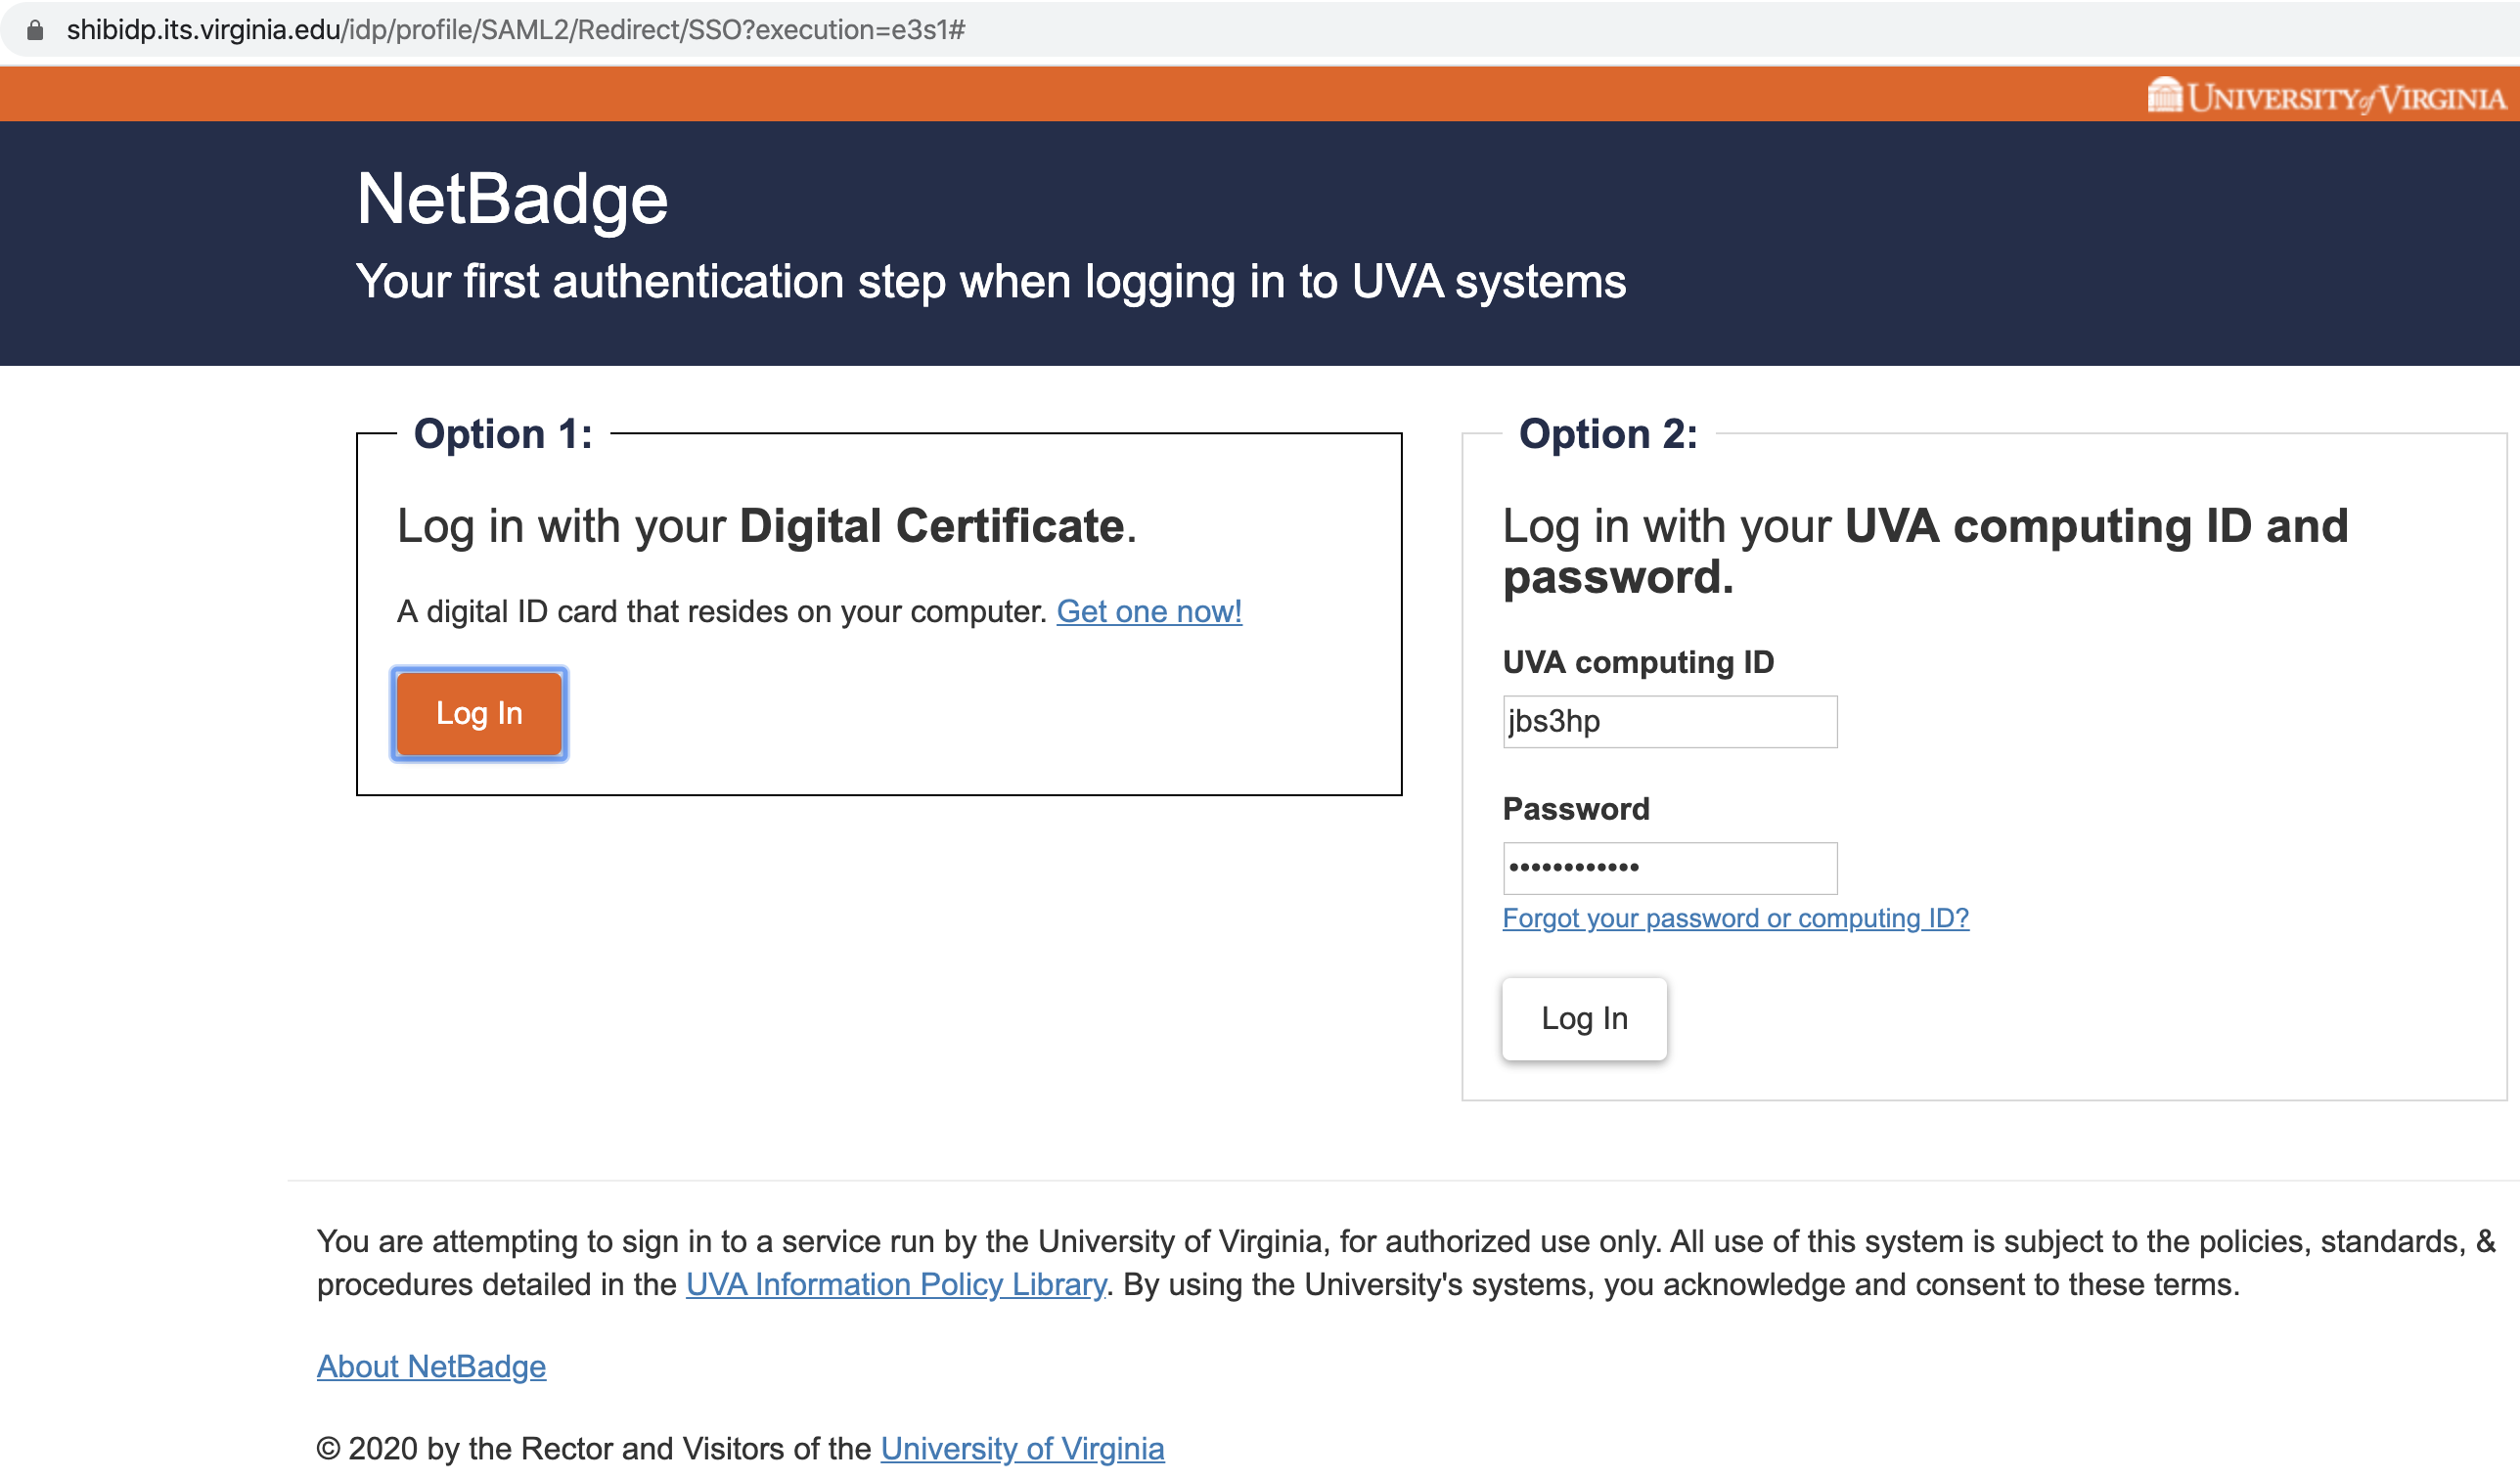 shibidp.its.virginia.edu/idp/profile/SAML2/Redirect/SSO?execution=e3s1#
UNIVERSITY of VIRGINIA
NetBadge
Your first authentication step when logging in to UVA systems
Option 1:
Log in with your Digital Certificate.
A digital ID card that resides on your computer. Get one now!
Log In
Option 2:
Log in with your UVA computing ID and
password.
UVA computing ID
jbs3hp
Password
••••••••••••
Forgot your password or computing ID?
Log In
You are attempting to sign in to a service run by the University of Virginia, for authorized use only. All use of this system is subject to the policies, standards, &
procedures detailed in the UVA Information Policy Library. By using the University's systems, you acknowledge and consent to these terms.
About NetBadge
© 2020 by the Rector and Visitors of the University of Virginia